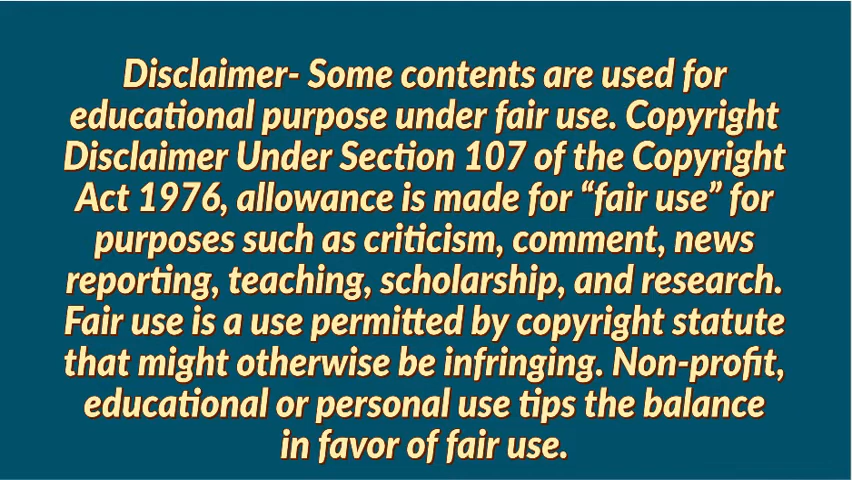 Disclaimer- Some contents are used for
educational purpose under fair use. Copyright
Disclaimer Under Section 107 of the Copyright
Act 1976, allowance is made for “fair use” for
purposes such as criticism, comment, news
reporting, teaching, scholarship, and research.
Fair use is a use permitted by copyright statute
that might otherwise be infringing. Non-profit,
educational or personal use tips the balance
in favor of fair use.